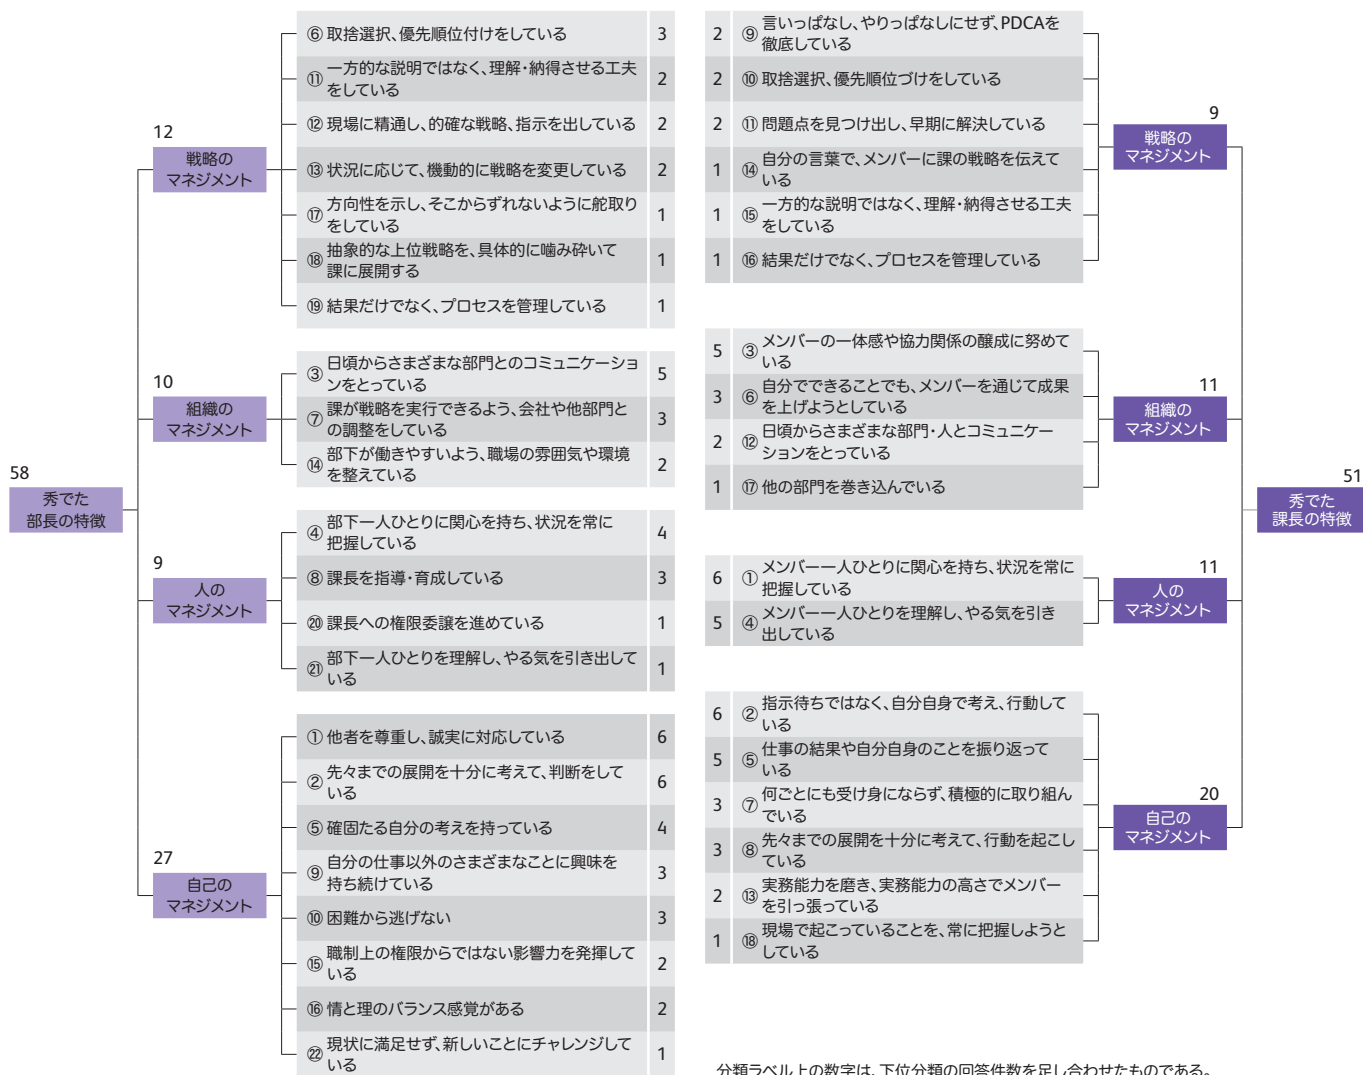 58
秀でた
部長の特徴
12
戦略の
マネジメント
⑥ 取捨選択、優先順位付けをしている 3
⑪ 一方的な説明ではなく、理解・納得させる工夫
をしている 2
⑫ 現場に精通し、的確な戦略、指示を出している 2
⑬ 状況に応じて、機動的に戦略を変更している 2
⑰ 方向性を示し、そこからずれないように舵取り
をしている 1
⑱ 抽象的な上位戦略を、具体的に噛み砕いて
課に展開する 1
⑲ 結果だけでなく、プロセスを管理している 1
10
組織の
マネジメント
③ 日頃からさまざまな部門とのコミュニケーショ
ンをとっている 5
⑦ 課が戦略を実行できるよう、会社や他部門と
の調整をしている 3
⑭ 部下が働きやすいよう、職場の雰囲気や環境
を整えている 2
9
人の
マネジメント
④ 部下一人ひとりに関心を持ち、状況を常に
把握している 4
⑧ 課長を指導・育成している 3
⑳ 課長への権限委譲を進めている 1
㉑ 部下一人ひとりを理解し、やる気を引き出して
いる 1
27
自己の
マネジメント
① 他者を尊重し、誠実に対応している 6
② 先々までの展開を十分に考えて、判断をして
いる 6
⑤ 確固たる自分の考えを持っている 4
⑨ 自分の仕事以外のさまざまなことに興味を
持ち続けている 3
⑩ 困難から逃げない 3
⑮ 職制上の権限からではない影響力を発揮して
いる 2
⑯ 情と理のバランス感覚がある 2
㉒ 現状に満足せず、新しいことにチャレンジして
いる 1
2 ⑨ 言いっぱなし、やりっぱなしにせず、PDCAを
徹底している
2 ⑩ 取捨選択、優先順位づけをしている
2 ⑪ 問題点を見つけ出し、早期に解決している
1 ⑭ 自分の言葉で、メンバーに課の戦略を伝えて
いる
1 ⑮ 一方的な説明ではなく、理解・納得させる工夫
をしている
1 ⑯ 結果だけでなく、プロセスを管理している
9
戦略の
マネジメント
5 ③ メンバーの一体感や協力関係の醸成に努めて
いる
3 ⑥ 自分でできることでも、メンバーを通じて成果
を上げようとしている
2 ⑫ 日頃からさまざまな部門・人とコミュニケー
ションをとっている
1 ⑰ 他の部門を巻き込んでいる
11
組織の
マネジメント
6 ① メンバー一人ひとりに関心を持ち、状況を常に
把握している
5 ④ メンバー一人ひとりを理解し、やる気を引き
出している
11
人の
マネジメント
6 ② 指示待ちではなく、自分自身で考え、行動して
いる
5 ⑤ 仕事の結果や自分自身のことを振り返って
いる
3 ⑦ 何ごとにも受け身にならず、積極的に取り組ん
でいる
3 ⑧ 先々までの展開を十分に考えて、行動を起こし
ている
2 ⑬ 実務能力を磨き、実務能力の高さでメンバー
を引っ張っている
1 ⑱ 現場で起こっていることを、常に把握しようと
している
20
自己の
マネジメント
51
秀でた
課長の特徴
分類ラベル上の数字は、下位分類の回答件数を足し合わせたものである。